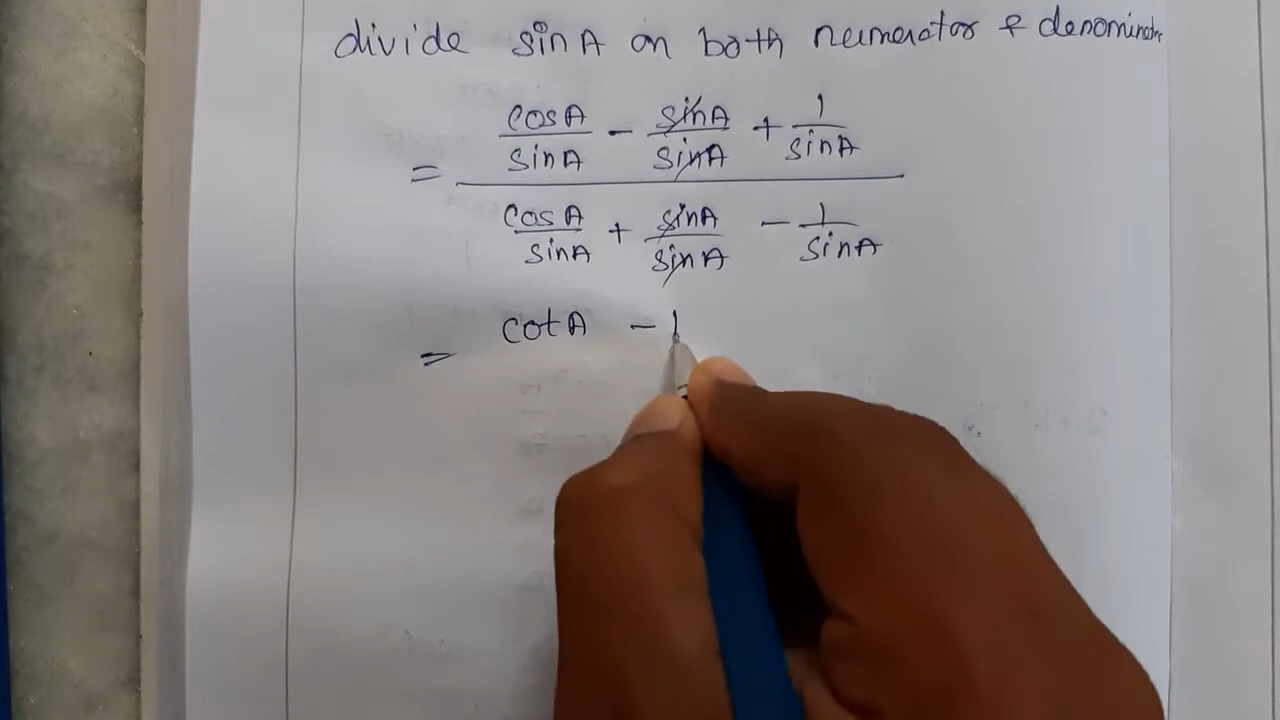 divide sinA on both numerator & denominator
= cosA/sinA - sinA/sinA + 1/sinA
cosA/sinA + sinA/sinA - 1/sinA
= cotA - 1